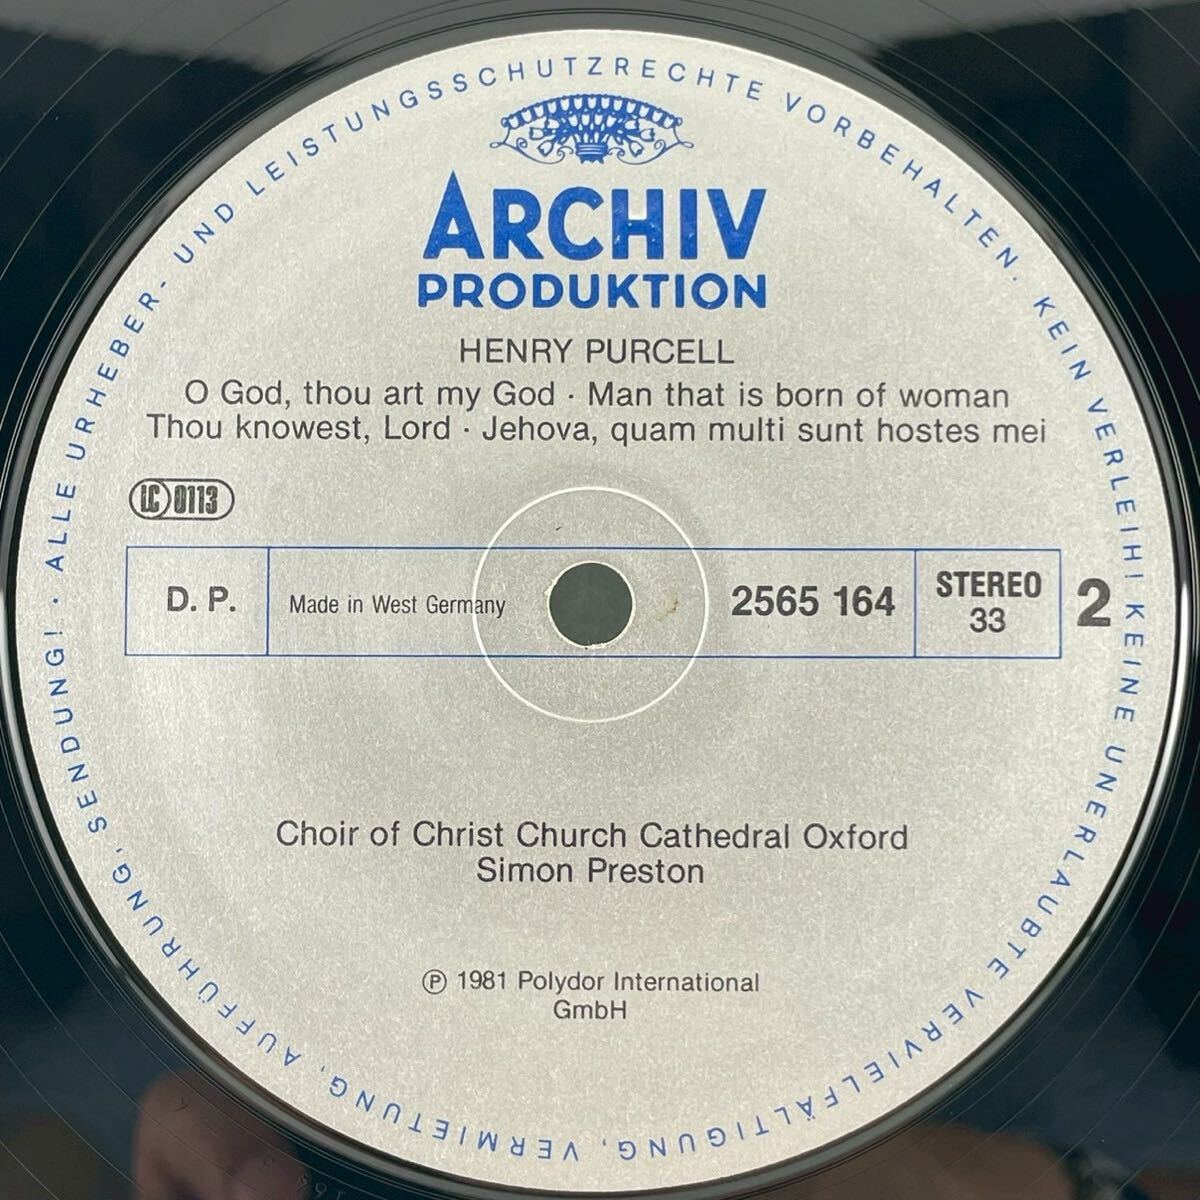 ALLE URHEBER- UND LEISTUNGSSCHUTZRECHTE VORBEHALTEN. KEIN VERLEIH! KEINE UNERLAUBTE VERVIELFÄLTIGUNG, VERMIETUNG, AUFFÜHRUNG, SENDUNG! ·
ARCHIV
PRODUKTION
HENRY PURCELL
O God, thou art my God · Man that is born of woman
Thou knowest, Lord · Jehova, quam multi sunt hostes mei
LC 0113
D. P.
Made in West Germany
2565 164
STEREO
33
2
Choir of Christ Church Cathedral Oxford
Simon Preston
℗ 1981 Polydor International
GmbH